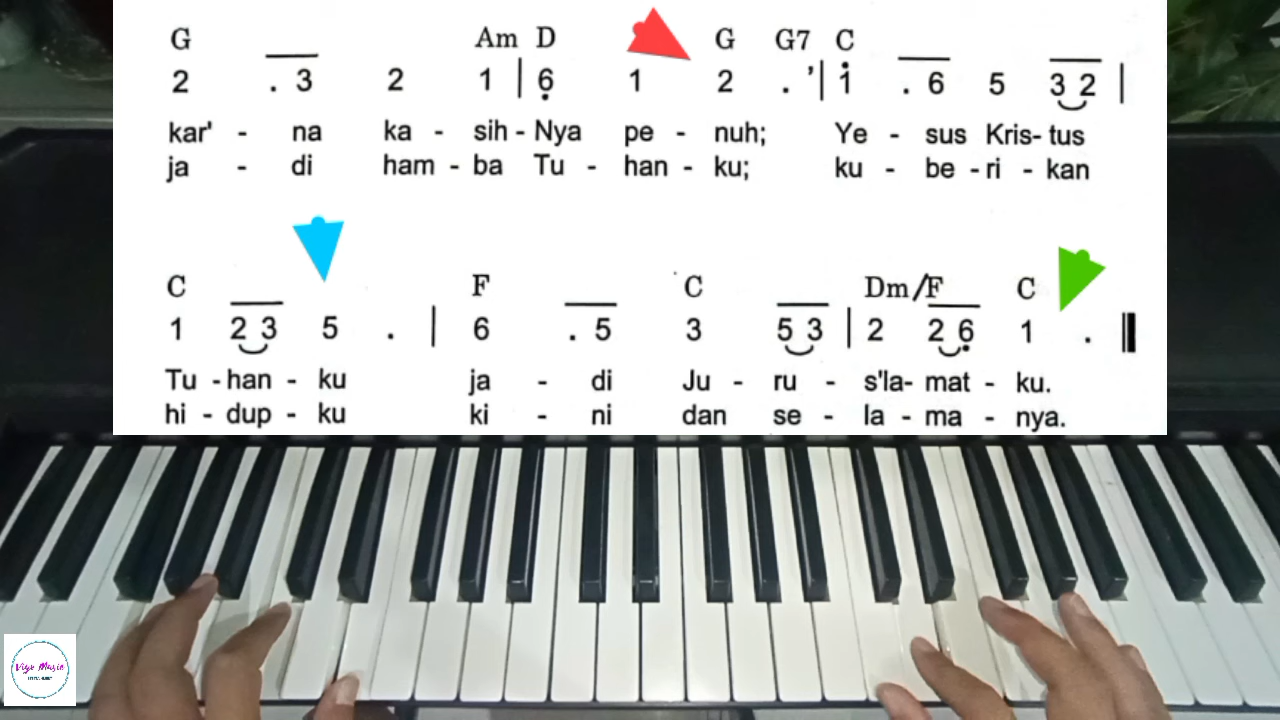 G Am D G G7 C
2 . 3 2 1 | 6 1 2 . ' | 1 . 6 5 3 2 |
kar' - na ka - sih - Nya pe - nuh; Ye - sus Kris- tus
ja - di ham - ba Tu - han - ku; ku - be - ri - kan
C F C Dm/F C
1 2 3 5 . | 6 . 5 3 5 3 | 2 2 6 1 .
Tu - han - ku ja - di Ju - ru - s'la- mat - ku.
hi - dup - ku ki - ni dan se - la - ma - nya.
Viyx Music